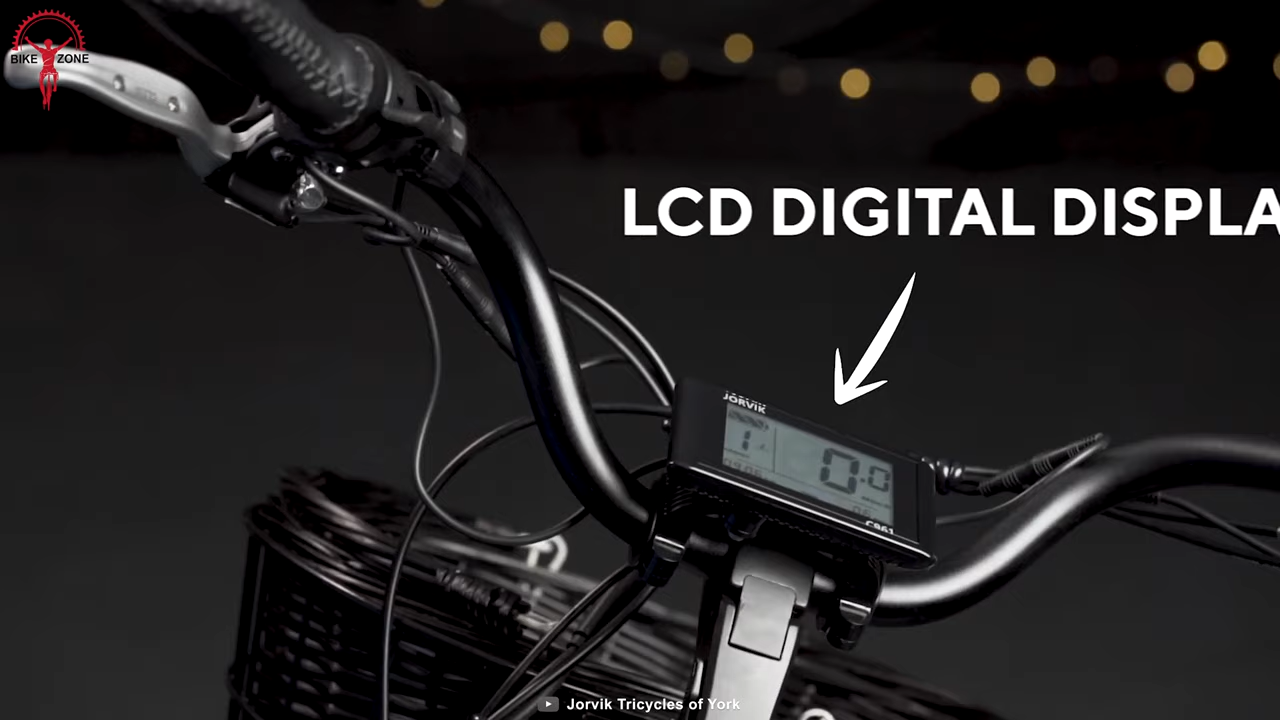 BIKE ZONE
LCD DIGITAL DISPLA
JORVIK
1
0.0
C961
Jorvik Tricycles of York